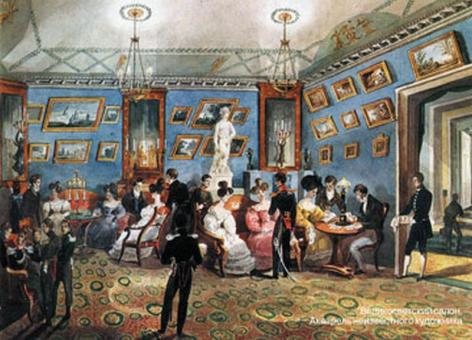 Великосветский салон.
Акварель неизвестного художника